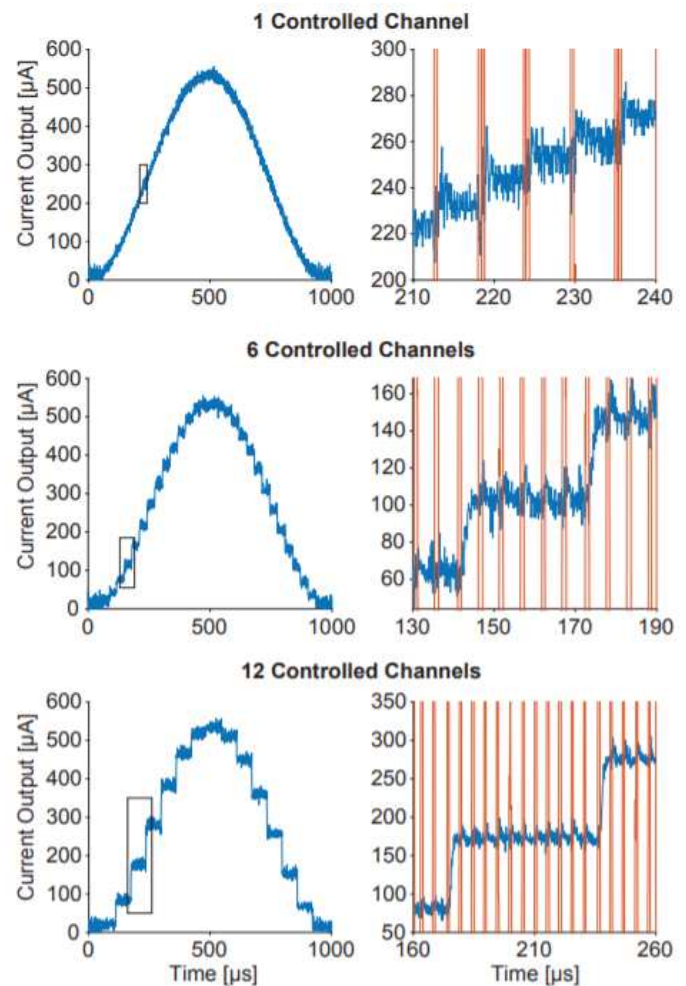 1 Controlled Channel
Current Output [µA]
600
500
400
300
200
100
0
0 500 1000
300
280
260
240
220
200
210 220 230 240
6 Controlled Channels
Current Output [µA]
600
500
400
300
200
100
0
0 500 1000
160
140
120
100
80
60
130 150 170 190
12 Controlled Channels
Current Output [µA]
600
500
400
300
200
100
0
0 500 1000
Time [µs]
350
300
250
200
150
100
50
160 210 260
Time [µs]